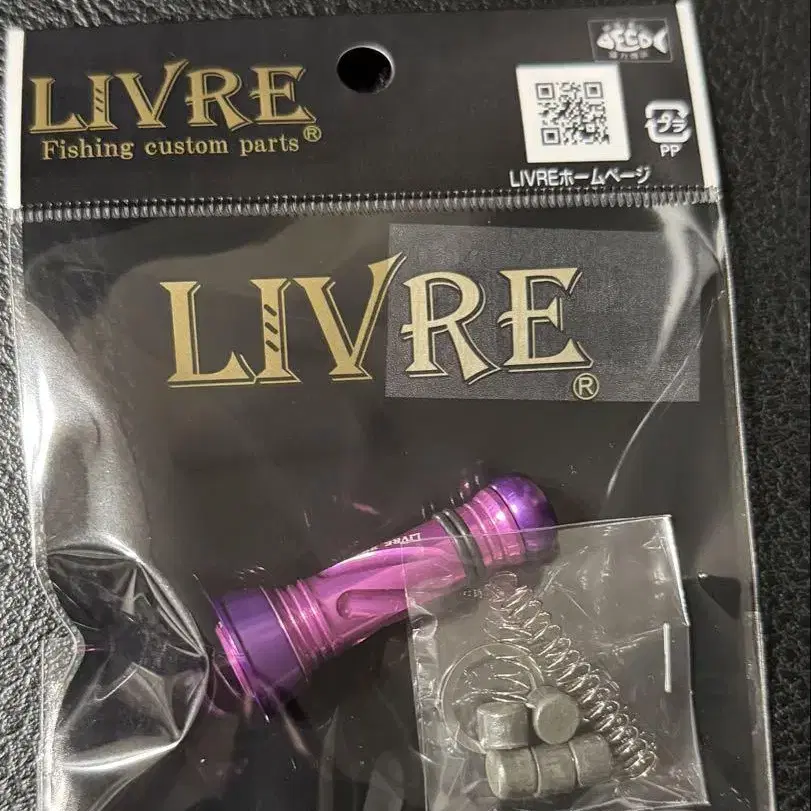 LIVRE
Fishing custom parts®
LIVREホームページ
プラ
PP
LIVRE®
LIVRE